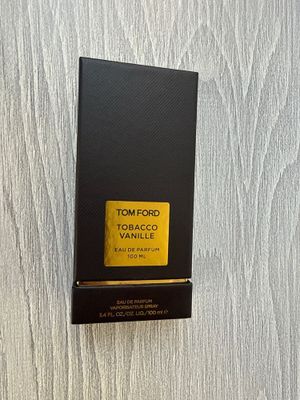 TOM FORD
TOBACCO
VANILLE
EAU DE PARFUM
100 ML
EAU DE PARFUM
VAPORISATEUR SPRAY
3.4 FL.OZ./OZ. LIQ./100 ml ℮